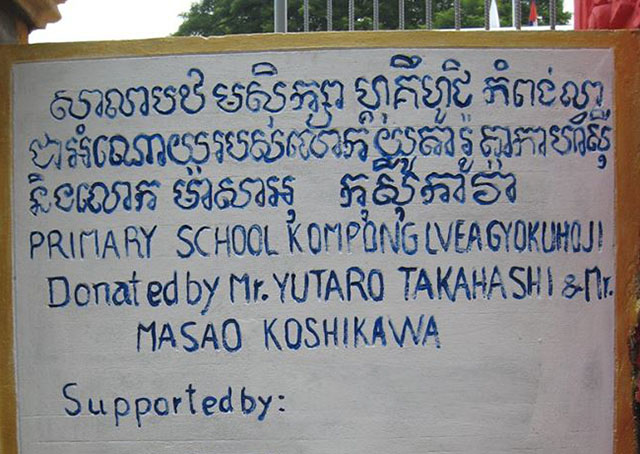 សាលាបឋមសិក្សា ហ្គគីហ៊ូជិ កំពង់ល្វា
ជាអំណោយរបស់លោក យូតារ៉ូ តាកាហាស៊ី
និងលោក ម៉ាសាអុ កុស៊ីកាវ៉ា
PRIMARY SCHOOL KOMPONG LVEA GYOKUHOJI
Donated by Mr. YUTARO TAKAHASHI & Mr.
MASAO KOSHIKAWA
Supported by: